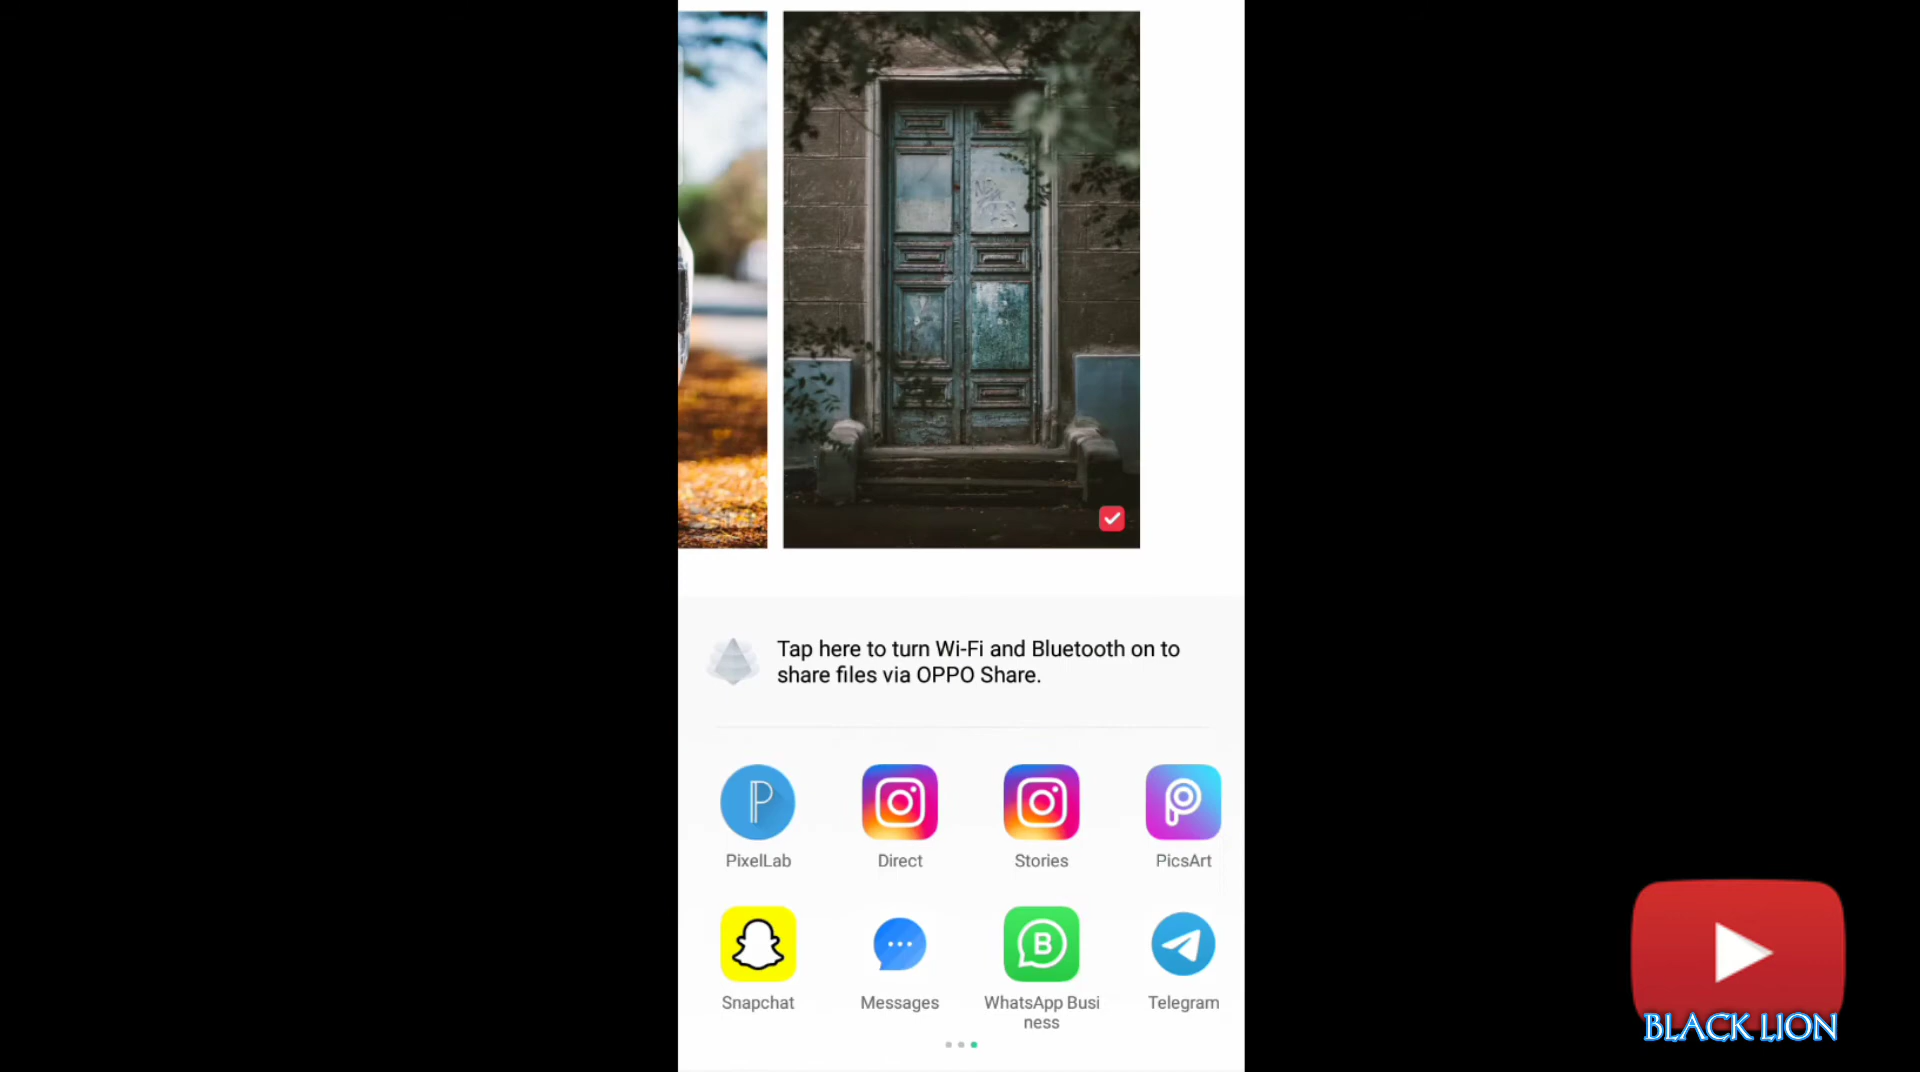 Tap here to turn Wi-Fi and Bluetooth on to
share files via OPPO Share.
PixelLab
Direct
Stories
PicsArt
Snapchat
Messages
WhatsApp Busi
ness
Telegram
BLACK LION